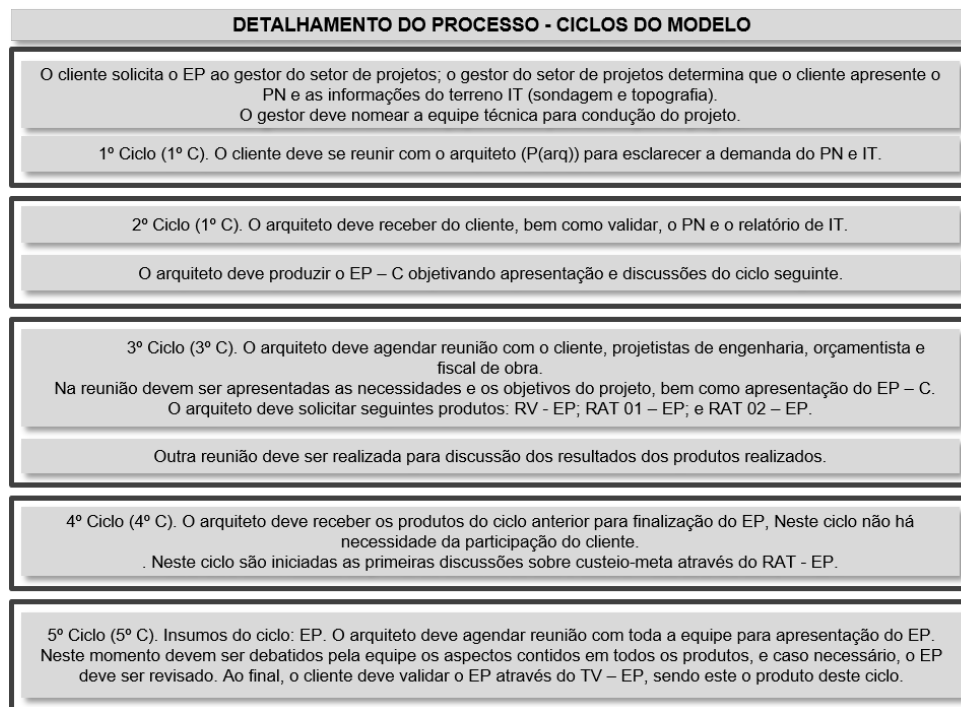 DETALHAMENTO DO PROCESSO - CICLOS DO MODELO
O cliente solicita o EP ao gestor do setor de projetos; o gestor do setor de projetos determina que o cliente apresente o
PN e as informações do terreno IT (sondagem e topografia).
O gestor deve nomear a equipe técnica para condução do projeto.
1º Ciclo (1º C). O cliente deve se reunir com o arquiteto (P(arq)) para esclarecer a demanda do PN e IT.
2º Ciclo (1º C). O arquiteto deve receber do cliente, bem como validar, o PN e o relatório de IT.
O arquiteto deve produzir o EP – C objetivando apresentação e discussões do ciclo seguinte.
3º Ciclo (3º C). O arquiteto deve agendar reunião com o cliente, projetistas de engenharia, orçamentista e
fiscal de obra.
Na reunião devem ser apresentadas as necessidades e os objetivos do projeto, bem como apresentação do EP – C.
O arquiteto deve solicitar seguintes produtos: RV - EP; RAT 01 – EP; e RAT 02 – EP.
Outra reunião deve ser realizada para discussão dos resultados dos produtos realizados.
4º Ciclo (4º C). O arquiteto deve receber os produtos do ciclo anterior para finalização do EP, Neste ciclo não há
necessidade da participação do cliente.
. Neste ciclo são iniciadas as primeiras discussões sobre custeio-meta através do RAT - EP.
5º Ciclo (5º C). Insumos do ciclo: EP. O arquiteto deve agendar reunião com toda a equipe para apresentação do EP.
Neste momento devem ser debatidos pela equipe os aspectos contidos em todos os produtos, e caso necessário, o EP
deve ser revisado. Ao final, o cliente deve validar o EP através do TV – EP, sendo este o produto deste ciclo.